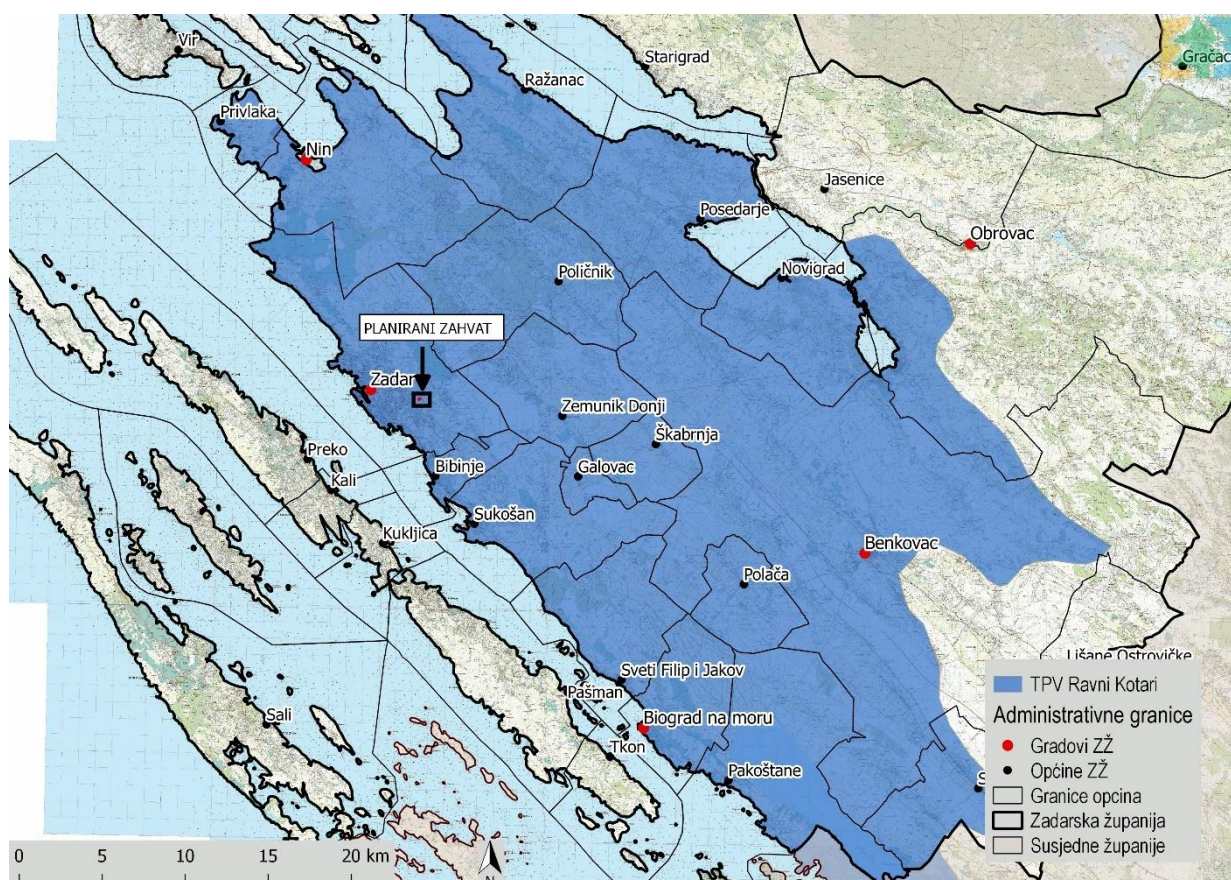 Vir
Starigrad
Gračac
Ražanac
Privlaka
Nin
Jasenice
Posedarje
Obrovac
Novigrad
Poličnik
PLANIRANI ZAHVAT
Zadar
Zemunik Donji
Škabrnja
Preko
Bibinje
Galovac
Kali
Sukošan
Kukljica
Benkovac
Polača
Lišane Ostrovičke
Sveti Filip i Jakov
Pašman
Sali
Biograd na moru
Tkon
Pakoštane
S
TPV Ravni Kotari
Administrativne granice
Gradovi ZŽ
Općine ZŽ
Granice opcina
Zadarska županija
Susjedne županije
0 5 10 15 20 km
N